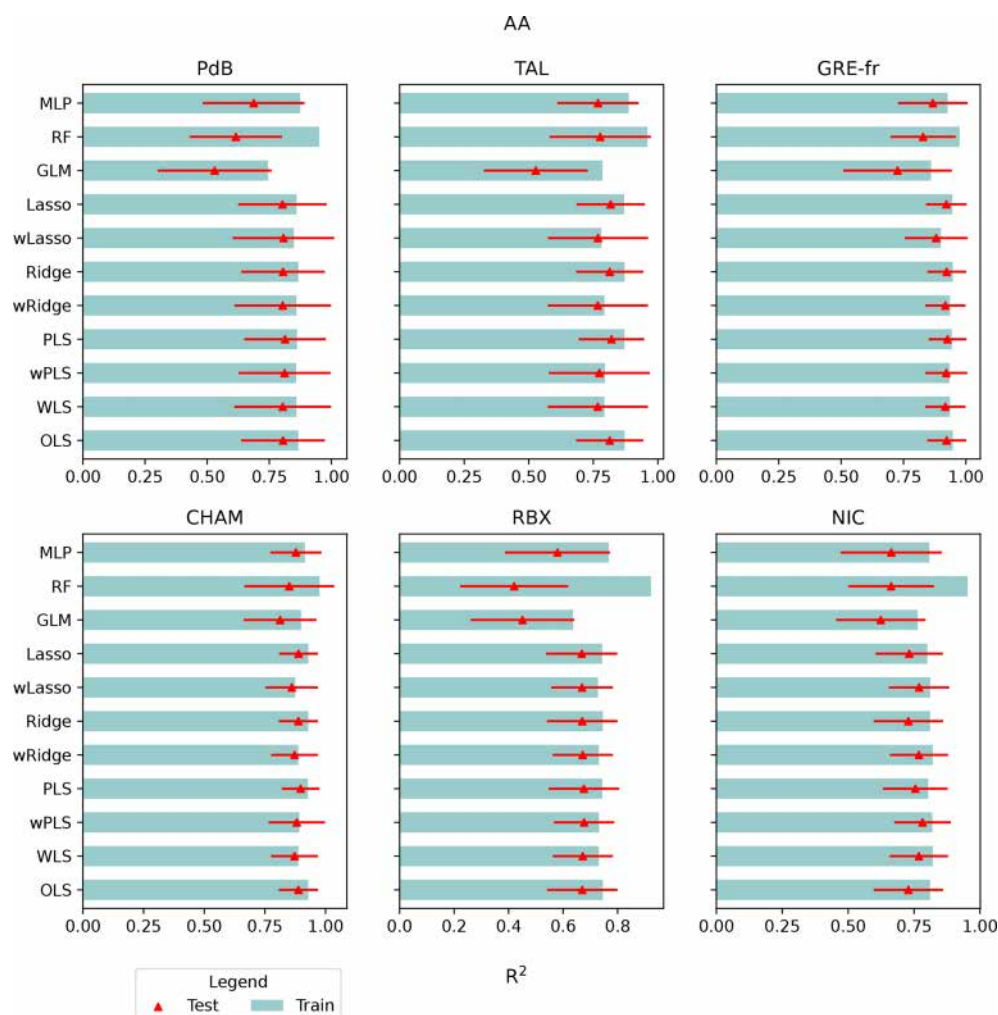 AA
PdB TAL GRE-fr
MLP
RF
GLM
Lasso
wLasso
Ridge
wRidge
PLS
wPLS
WLS
OLS
0.00 0.25 0.50 0.75 1.00 0.00 0.25 0.50 0.75 1.00 0.00 0.25 0.50 0.75 1.00
CHAM RBX NIC
MLP
RF
GLM
Lasso
wLasso
Ridge
wRidge
PLS
wPLS
WLS
OLS
0.00 0.25 0.50 0.75 1.00 0.0 0.2 0.4 0.6 0.8 0.00 0.25 0.50 0.75 1.00
R²
Legend
Test Train